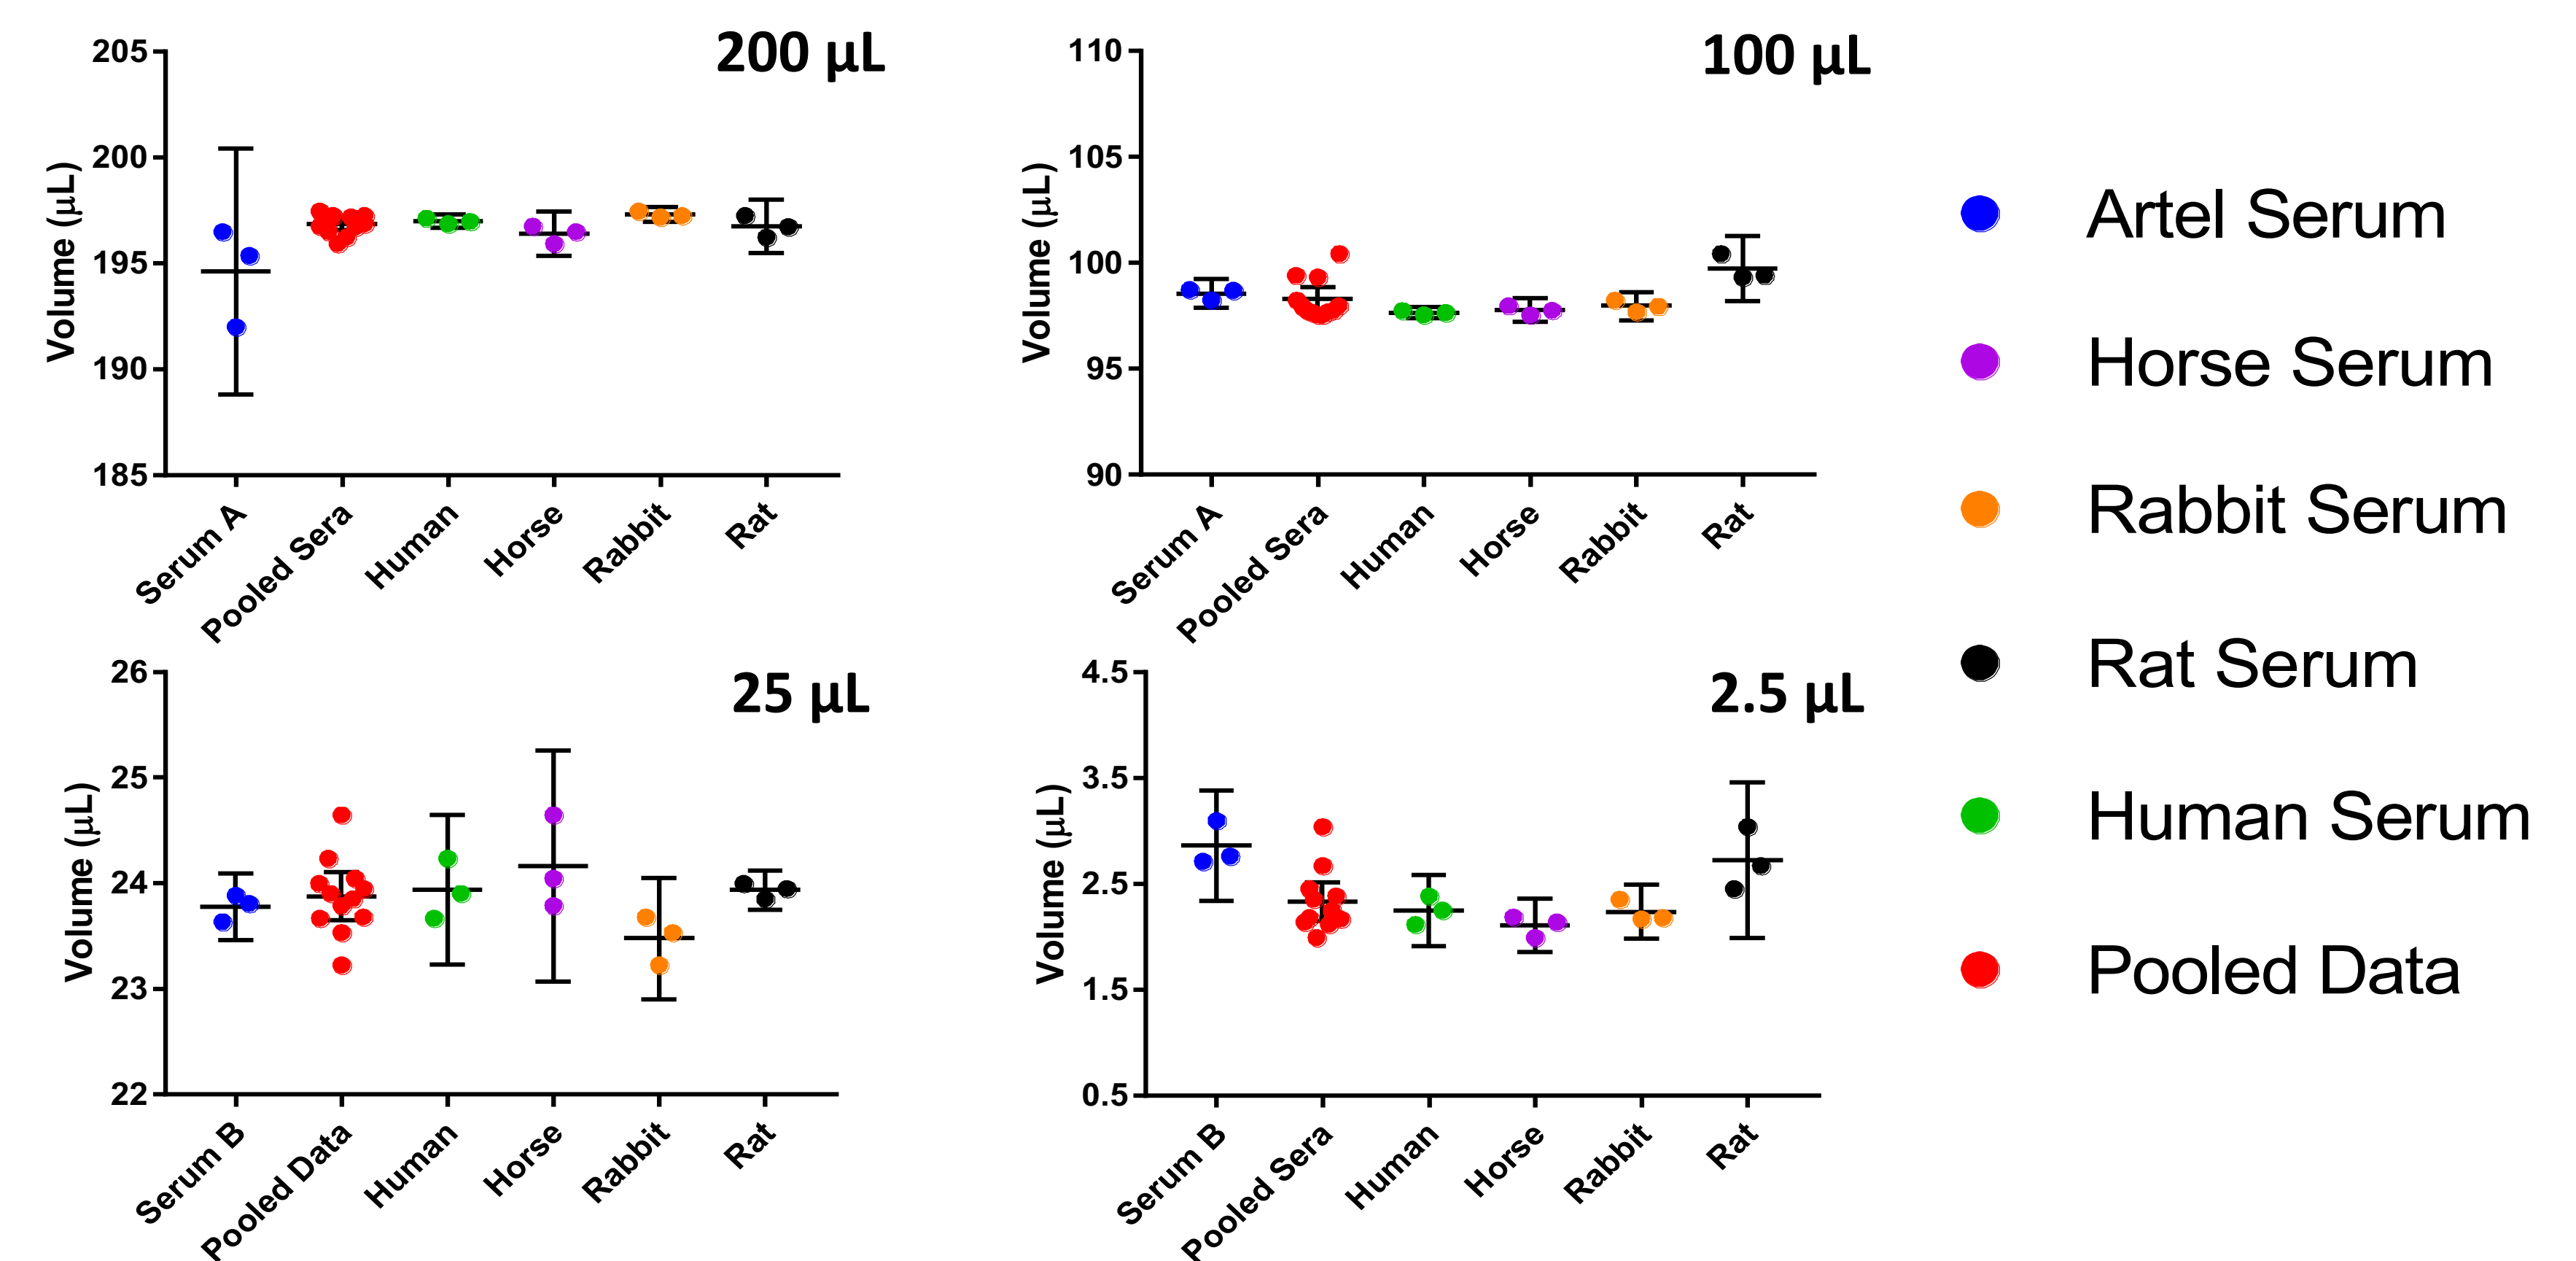 200 µL
205
200
195
190
185
Volume (µL)
Serum A
Pooled Sera
Human
Horse
Rabbit
Rat
100 µL
110
105
100
95
90
Volume (µL)
Serum A
Pooled Sera
Human
Horse
Rabbit
Rat
25 µL
26
25
24
23
22
Volume (µL)
Serum B
Pooled Data
Human
Horse
Rabbit
Rat
2.5 µL
4.5
3.5
2.5
1.5
0.5
Volume (µL)
Serum B
Pooled Sera
Human
Horse
Rabbit
Rat
Artel Serum
Horse Serum
Rabbit Serum
Rat Serum
Human Serum
Pooled Data